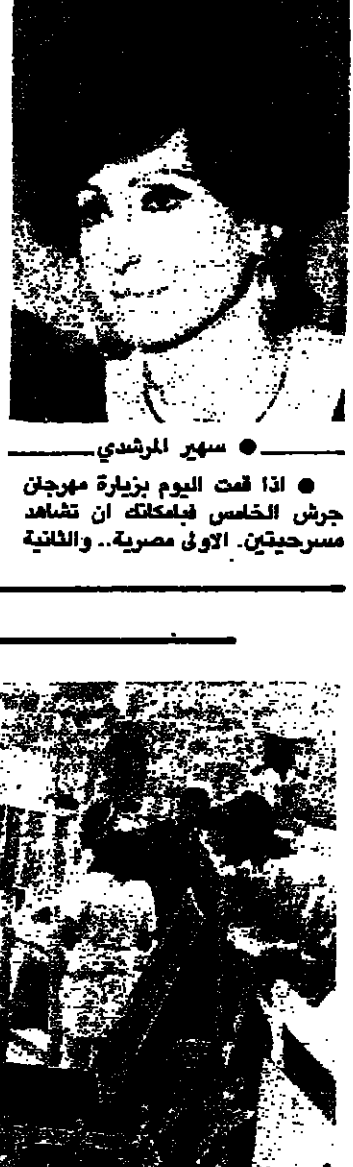 ● سهير المرشدي
● اذا قمت اليوم بزيارة مهرجان
جرش الخامس فبامكانك ان تشاهد
مسرحيتين. الاولى مصرية.. والثانية